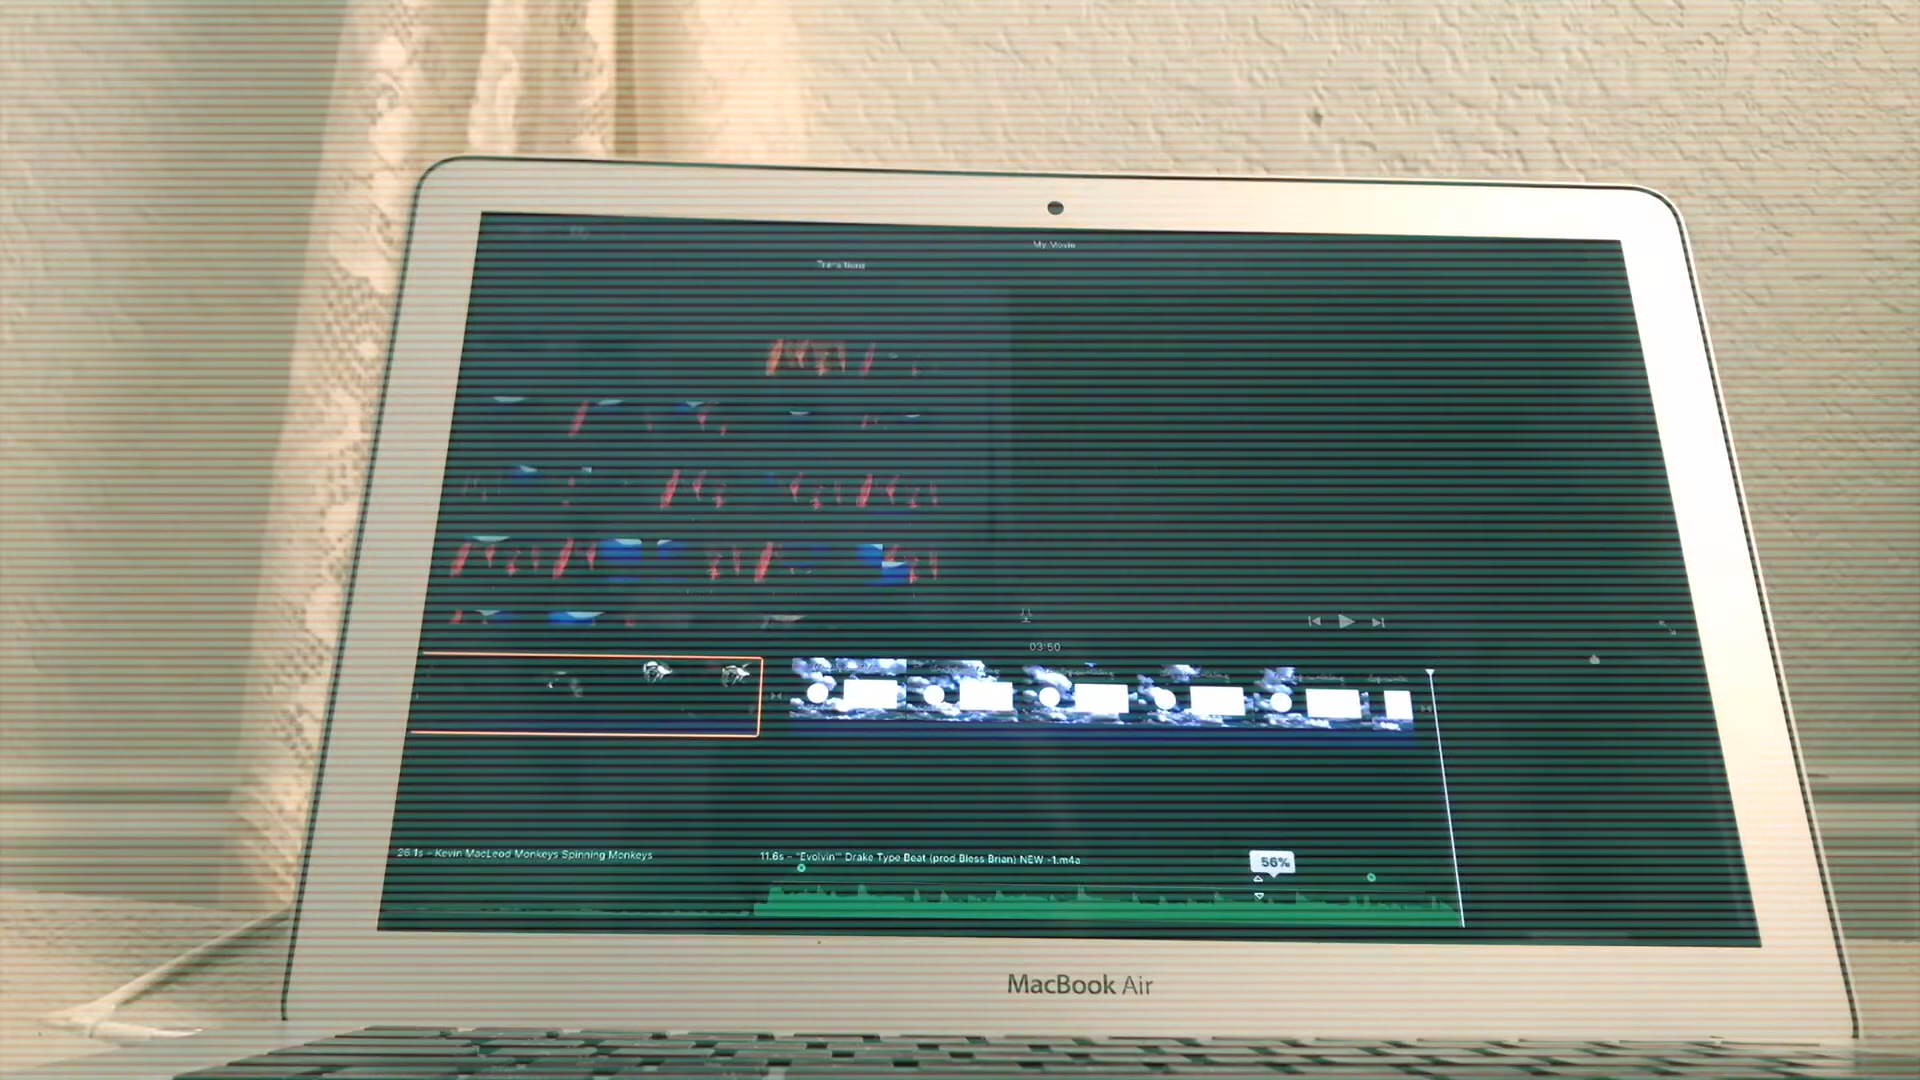 My Movie
Transitions
03:50
26.1s – Kevin MacLeod Monkeys Spinning Monkeys
11.6s – "Evolvin'" Drake Type Beat (prod Bless Brian) NEW -1.m4a
56%
MacBook Air